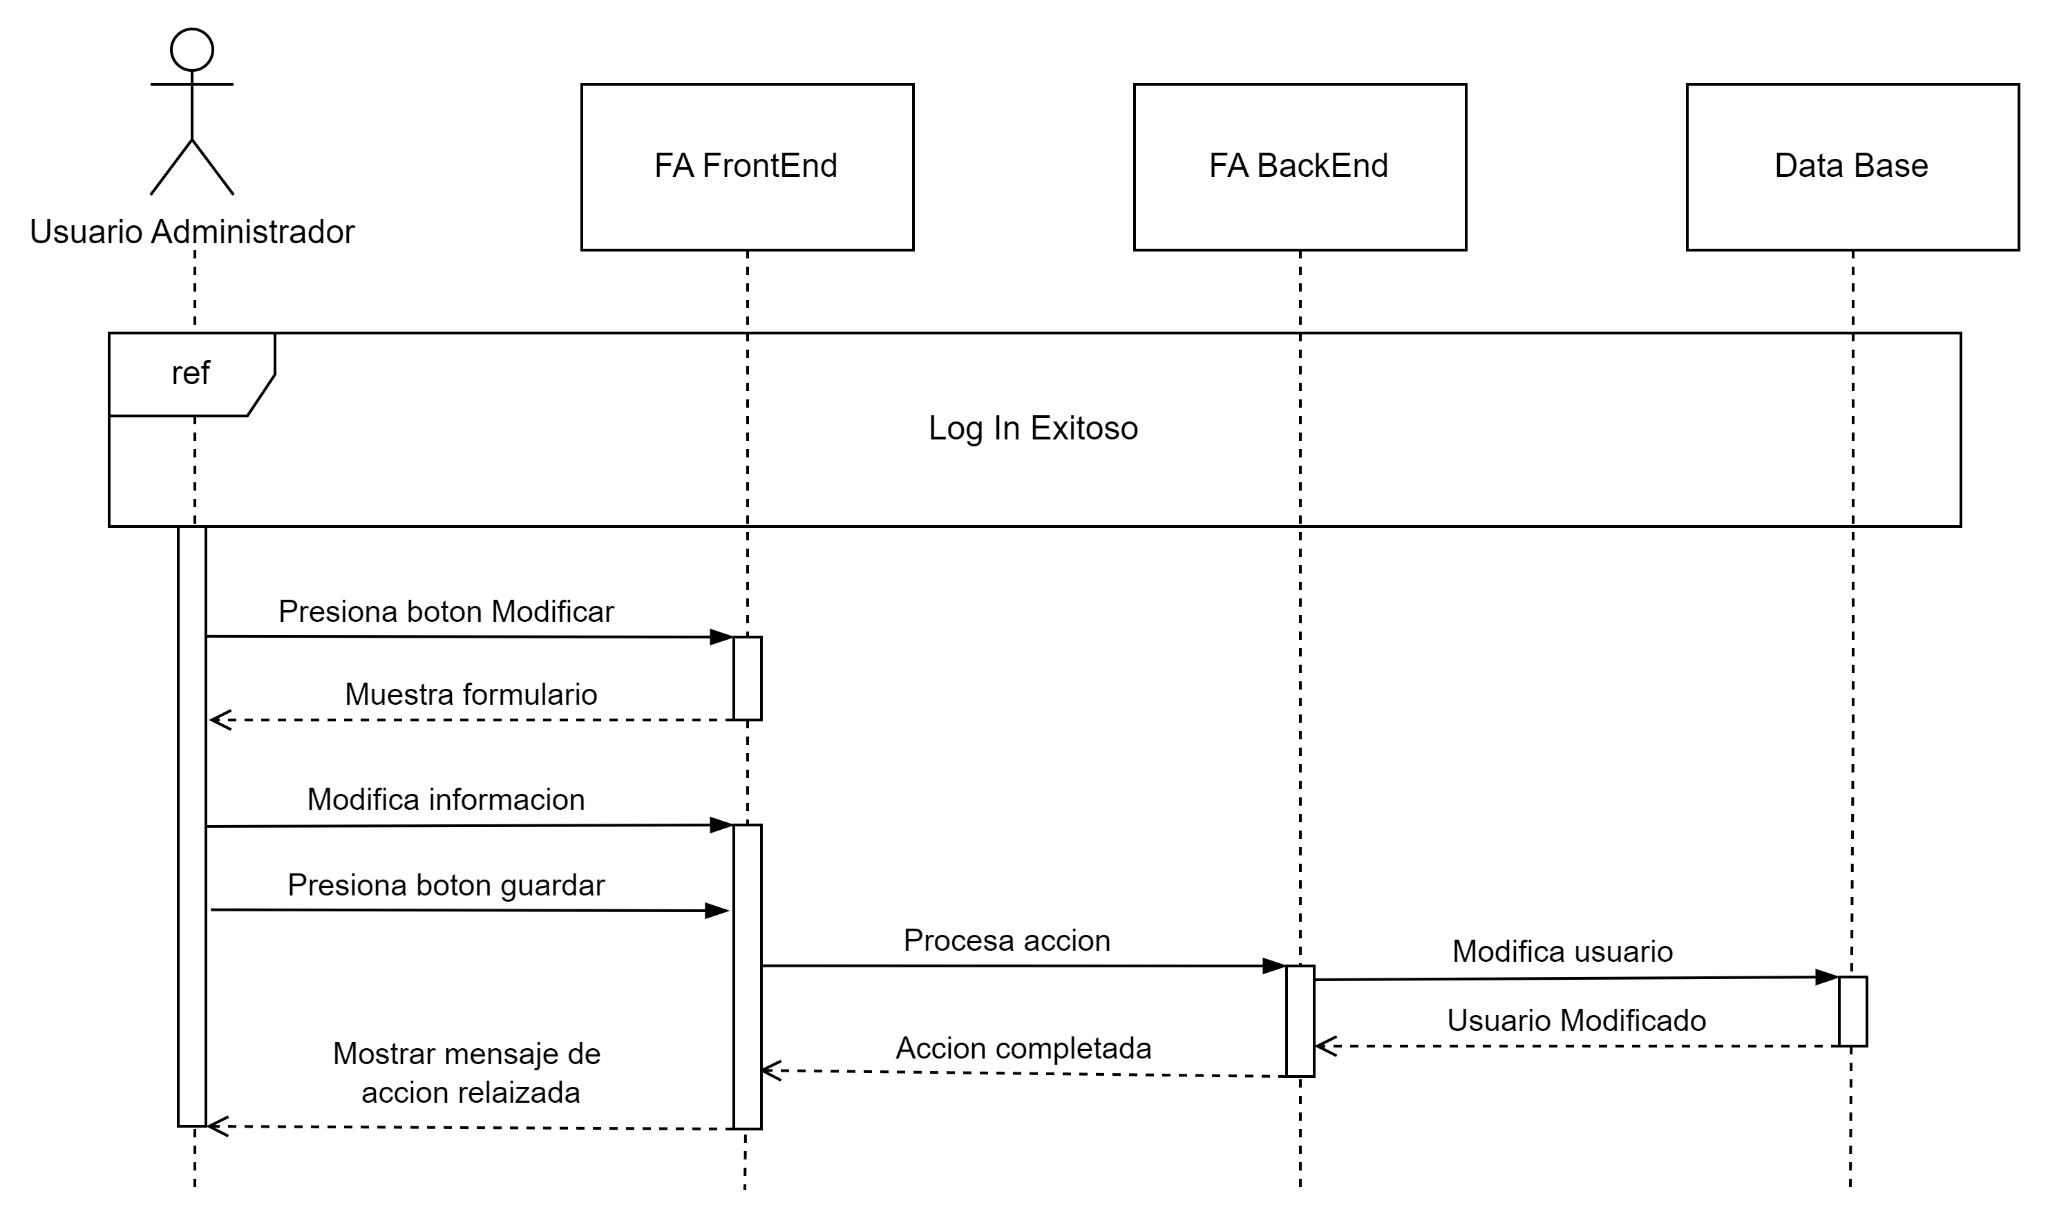 Usuario Administrador
FA FrontEnd
FA BackEnd
Data Base
ref
Log In Exitoso
Presiona boton Modificar
Muestra formulario
Modifica informacion
Presiona boton guardar
Procesa accion
Modifica usuario
Usuario Modificado
Accion completada
Mostrar mensaje de
accion relaizada